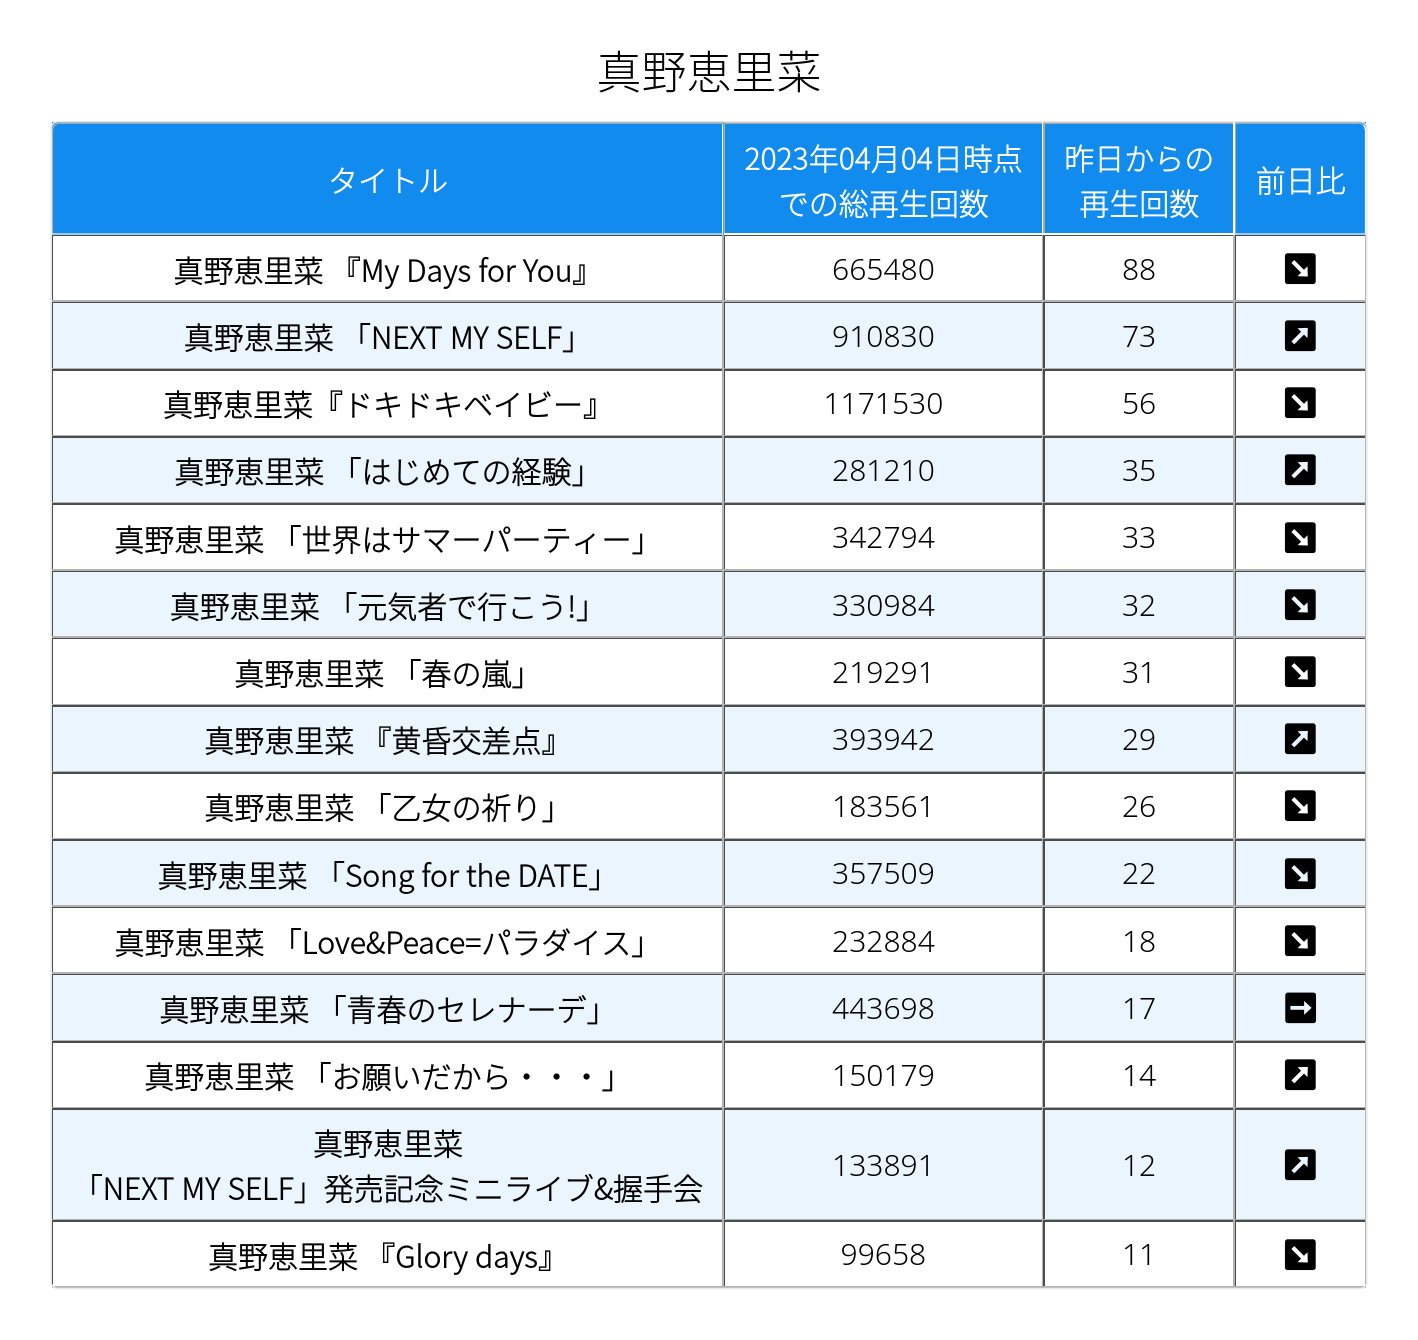 真野恵里菜
タイトル
2023年04月04日時点
での総再生回数
昨日からの
再生回数
前日比
真野恵里菜 『My Days for You』 665480 88 ↘
真野恵里菜 「NEXT MY SELF」 910830 73 ↗
真野恵里菜『ドキドキベイビー』 1171530 56 ↘
真野恵里菜 「はじめての経験」 281210 35 ↗
真野恵里菜 「世界はサマーパーティー」 342794 33 ↘
真野恵里菜 「元気者で行こう!」 330984 32 ↘
真野恵里菜 「春の嵐」 219291 31 ↘
真野恵里菜 『黄昏交差点』 393942 29 ↗
真野恵里菜 「乙女の祈り」 183561 26 ↘
真野恵里菜 「Song for the DATE」 357509 22 ↘
真野恵里菜 「Love&Peace=パラダイス」 232884 18 ↘
真野恵里菜 「青春のセレナーデ」 443698 17 →
真野恵里菜 「お願いだから・・・」 150179 14 ↗
真野恵里菜
「NEXT MY SELF」発売記念ミニライブ&握手会 133891 12 ↗
真野恵里菜 『Glory days』 99658 11 ↘